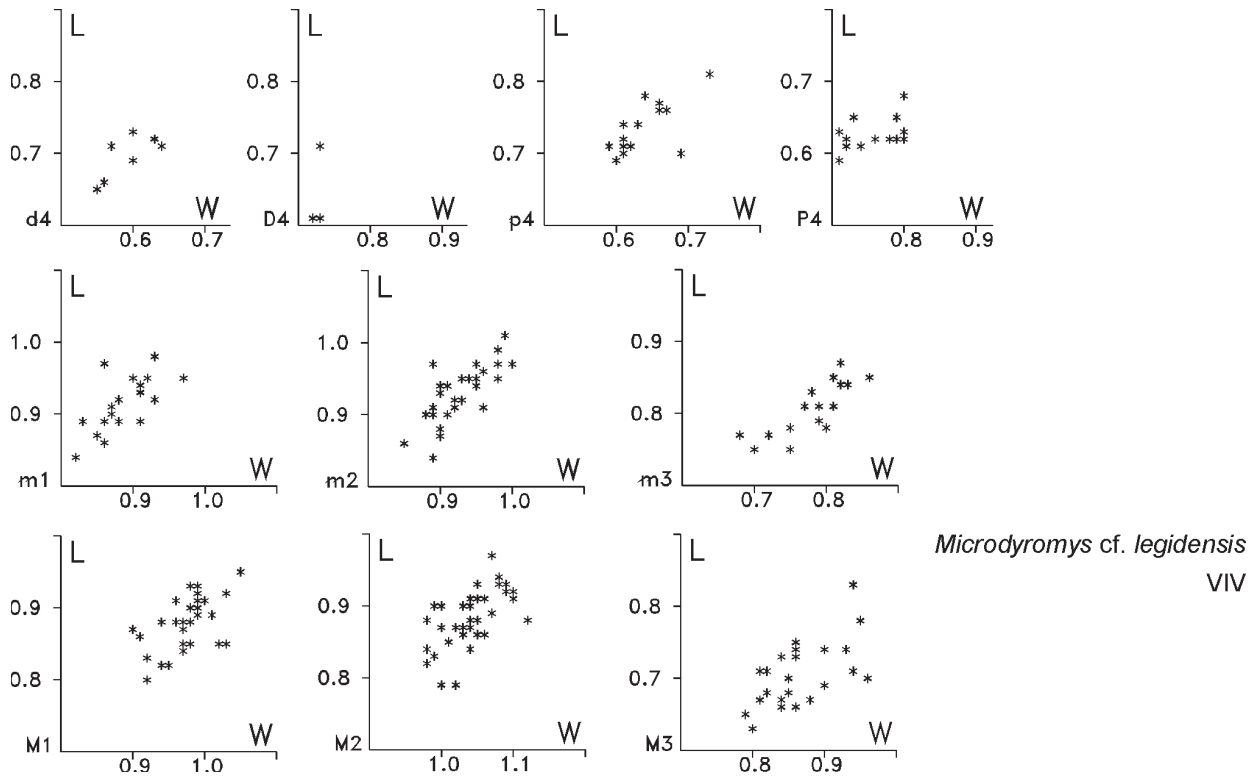 L L L L
0.8 0.8 0.8 0.7
0.7 0.7 0.7 0.6
d4 W D4 W p4 W P4 W
0.6 0.7 0.8 0.9 0.6 0.7 0.8 0.9
L L L
1.0 1.0 0.9
0.9 0.9 0.8
m1 W m2 W m3 W
0.9 1.0 0.9 1.0 0.7 0.8
L L L
Microdyromys cf. legidensis
VIV
0.9 0.9 0.8
0.8 0.8 0.7
M1 W M2 W M3 W
0.9 1.0 1.0 1.1 0.8 0.9